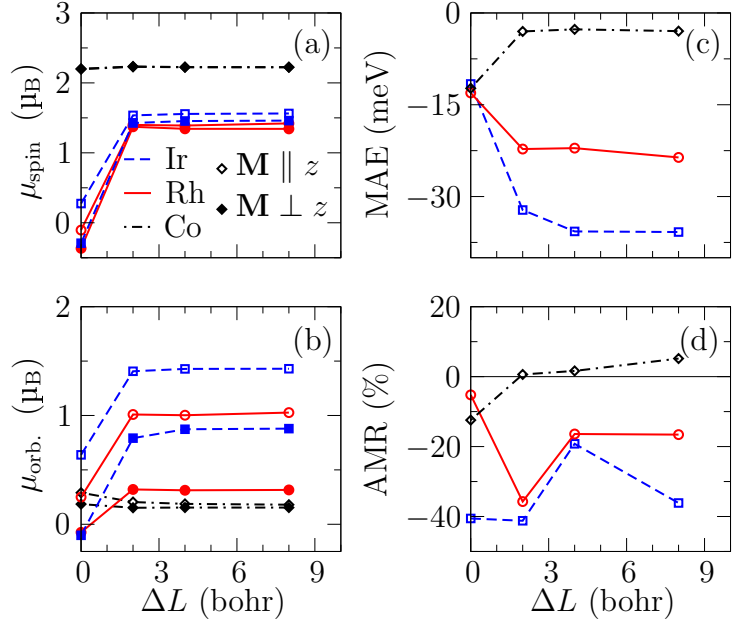 3
2
1
0
μspin (μB)
(a)
Ir
Rh
Co
M ∥ z
M ⊥ z
0
−15
−30
MAE (meV)
(c)
2
1
0
μorb. (μB)
(b)
0 3 6 9
ΔL (bohr)
20
0
−20
−40
AMR (%)
(d)
0 3 6 9
ΔL (bohr)